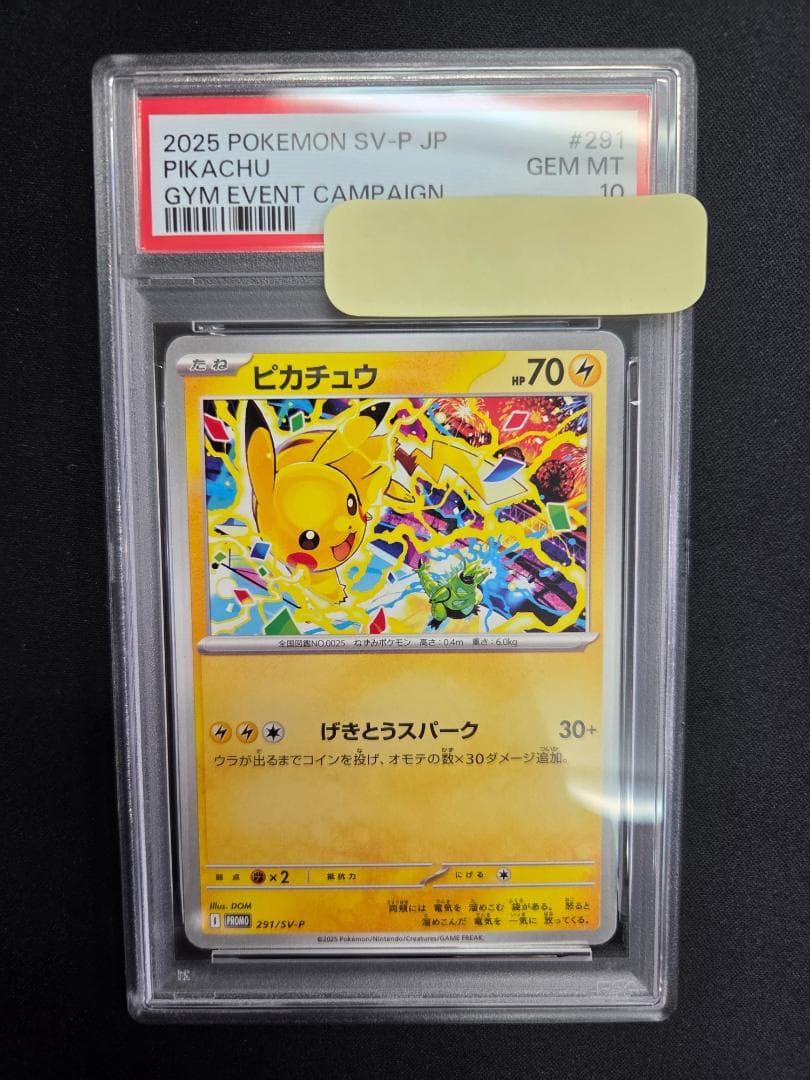 2025 POKEMON SV-P JP #291
PIKACHU GEM MT
GYM EVENT CAMPAIGN 10
たね ピカチュウ HP 70
全国図鑑NO.0025 ねずみポケモン 高さ:0.4m 重さ:6.0kg
げきとうスパーク 30+
ウラが出るまでコインを投げ、オモテの数×30ダメージ追加。
弱点 ×2 抵抗力 にげる
Illus. DOM
両頬には 電気を 溜めこむ 袋がある。 怒ると
溜めこんだ 電気を 一気に 放ってくる。
I PROMO 291/SV-P
©2025 Pokémon/Nintendo/Creatures/GAME FREAK.